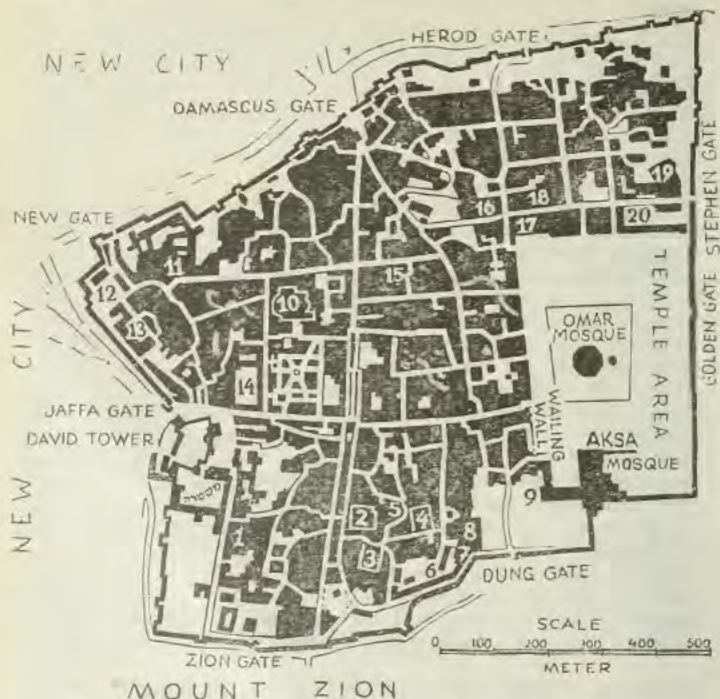 HEROD GATE
NEW CITY
DAMASCUS GATE
NEW GATE
GOLDEN GATE STEPHEN GATE
TEMPLE AREA
NEW CITY
19
16
18
17
20
11
12
13
10
15
14
OMAR
MOSQUE
JAFFA GATE
DAVID TOWER
WAILING
WALL
AKSA
MOSQUE
9
1
2
5
4
3
8
7
6
DUNG GATE
ZION GATE
MOUNT ZION
SCALE
0 100 200 300 400 500
METER